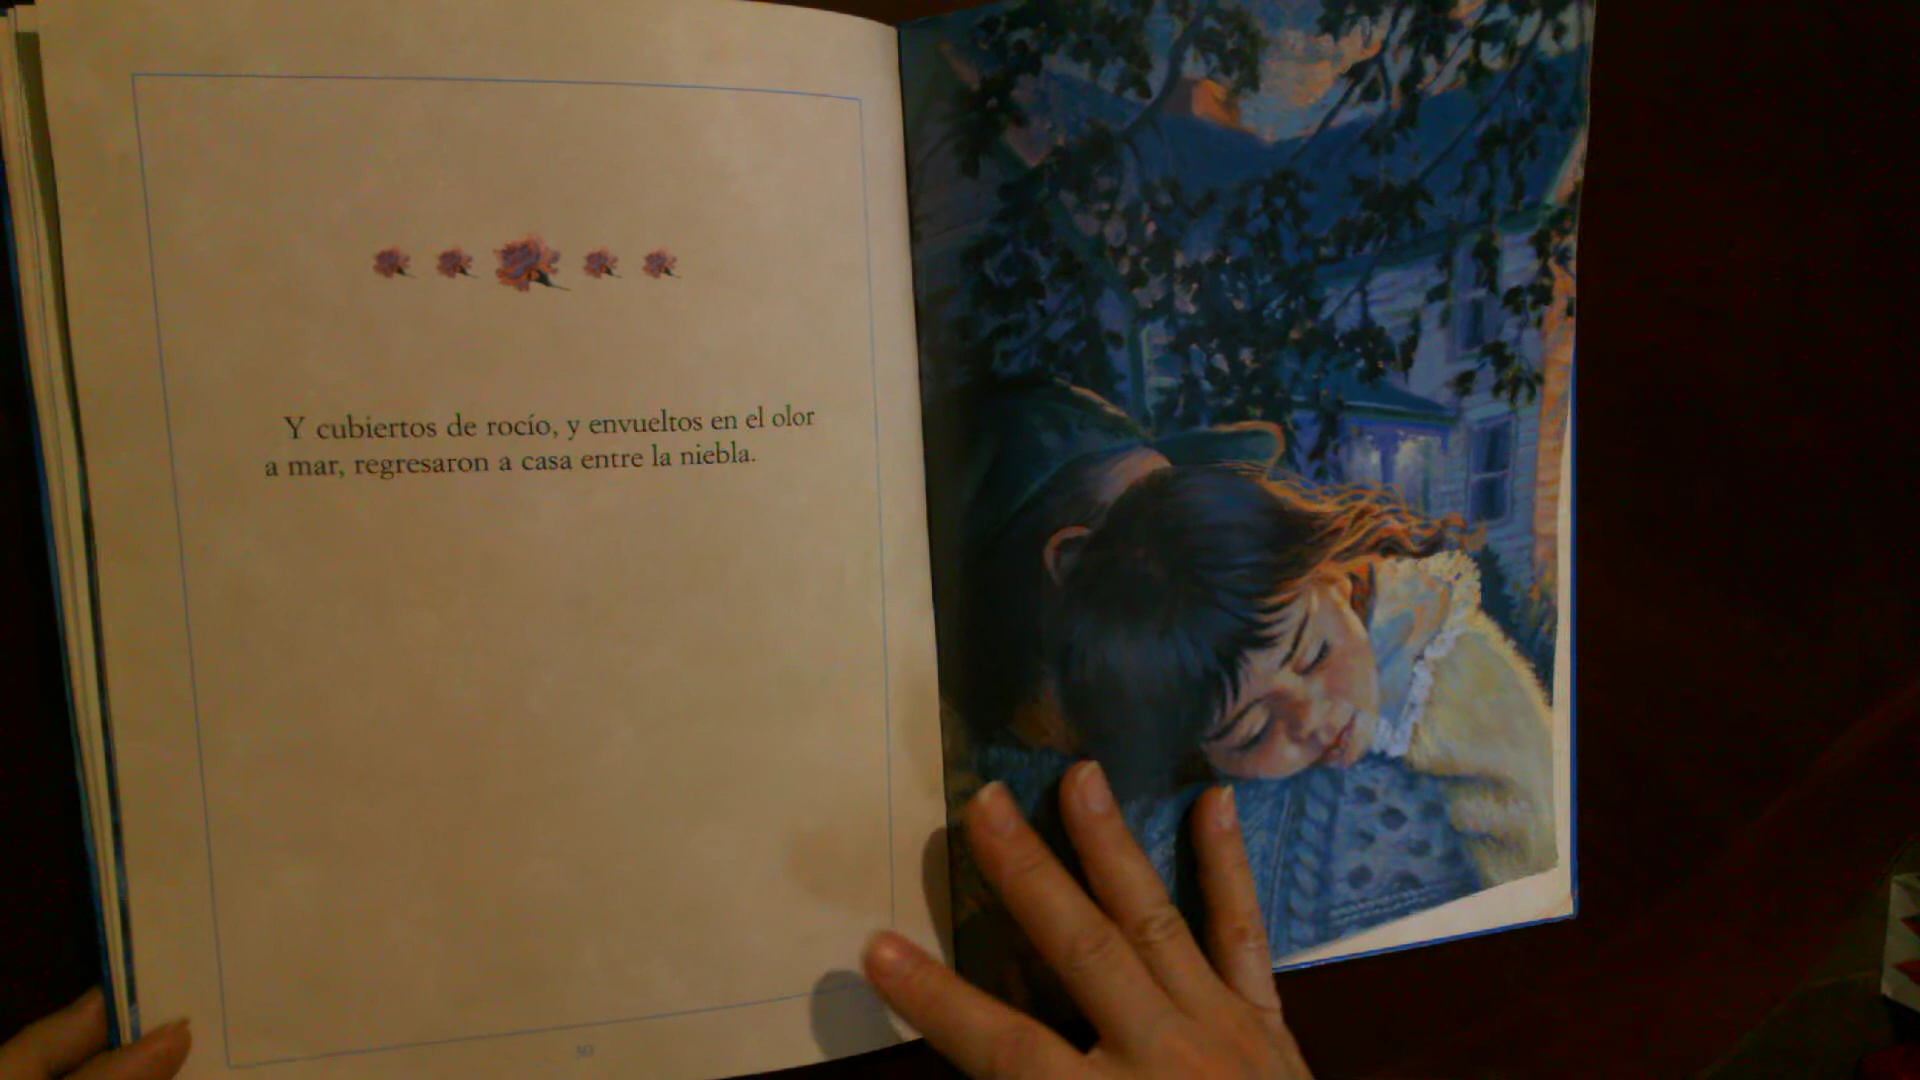 Y cubiertos de rocío, y envueltos en el olor
a mar, regresaron a casa entre la niebla.